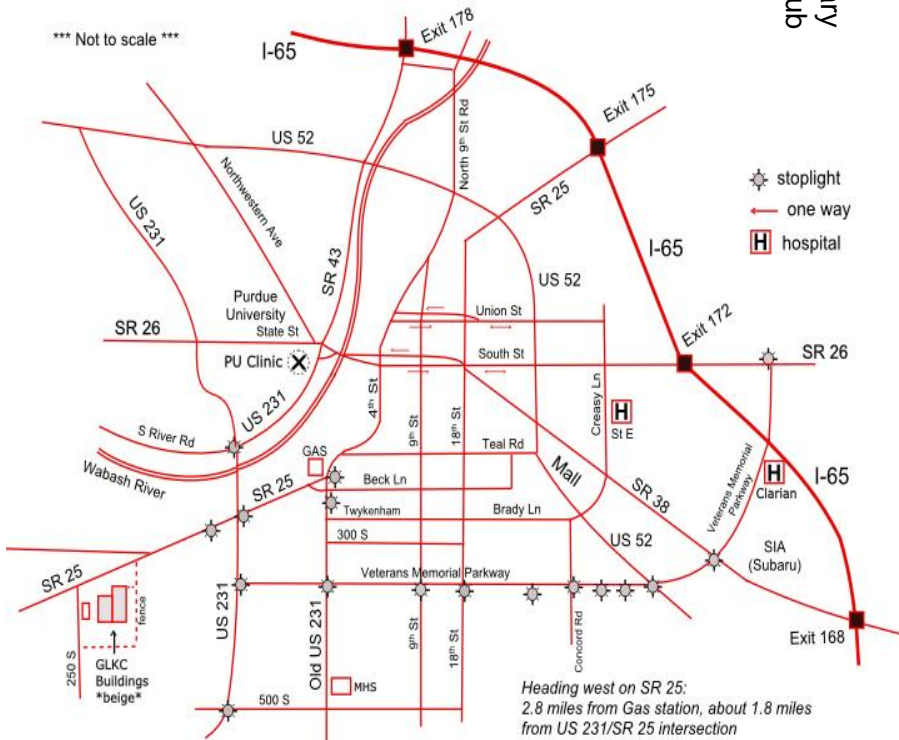 ary
ub
*** Not to scale ***
I-65
Exit 178
Exit 175
US 52
Northwestern Ave
North 9th St Rd
SR 25
stoplight
one way
H hospital
US 231
SR 43
I-65
US 52
Purdue
University
State St
Union St
Exit 172
SR 26
South St
SR 26
PU Clinic X
4th St
9th St
18th St
Creasy Ln
H
St E
US 231
S River Rd
GAS
Teal Rd
Mall
SR 38
Veterans Memorial
Parkway
H
Clarian
I-65
Wabash River
SR 25
Beck Ln
Twykenham
Brady Ln
300 S
US 52
SIA
(Subaru)
Veterans Memorial Parkway
SR 25
fence
250 S
GLKC
Buildings
*beige*
US 231
Old US 231
9th St
18th St
Concord Rd
Exit 168
MHS
500 S
Heading west on SR 25:
2.8 miles from Gas station, about 1.8 miles
from US 231/SR 25 intersection